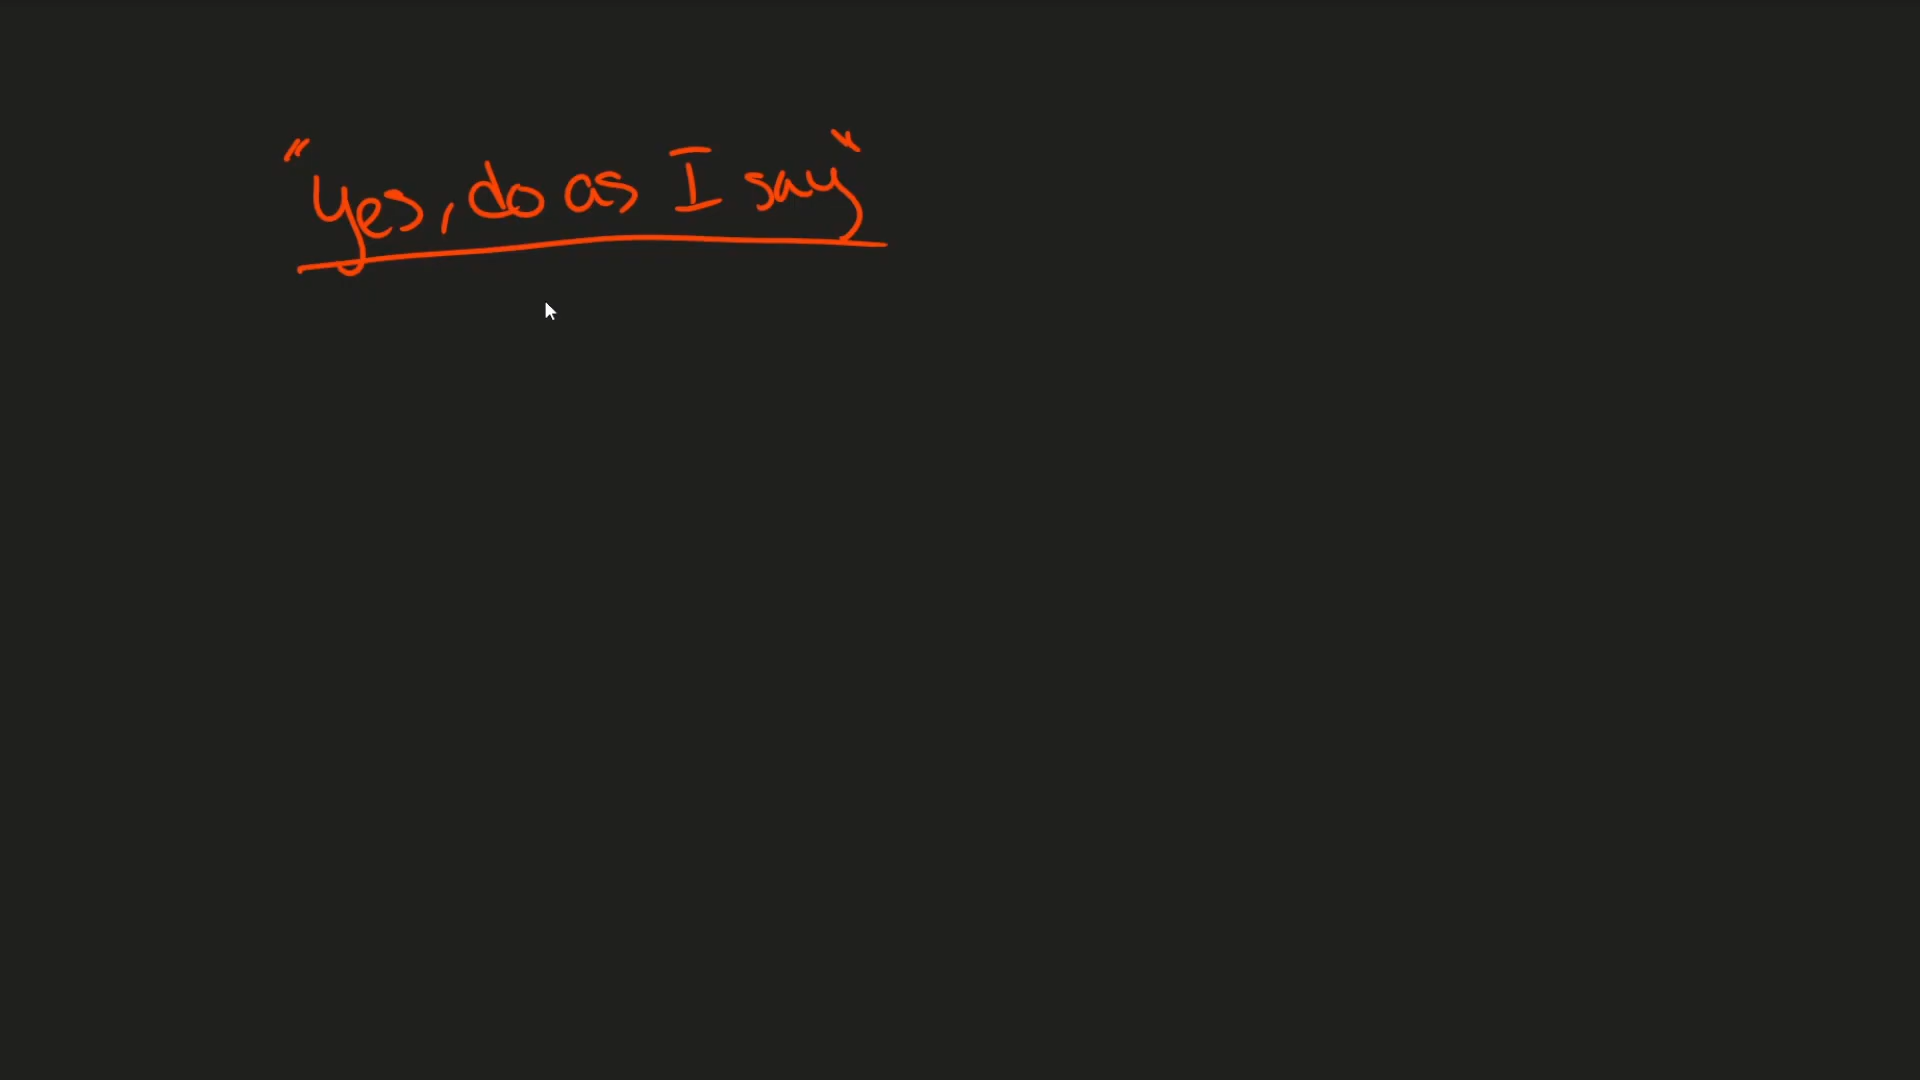 "Yes, do as I say"